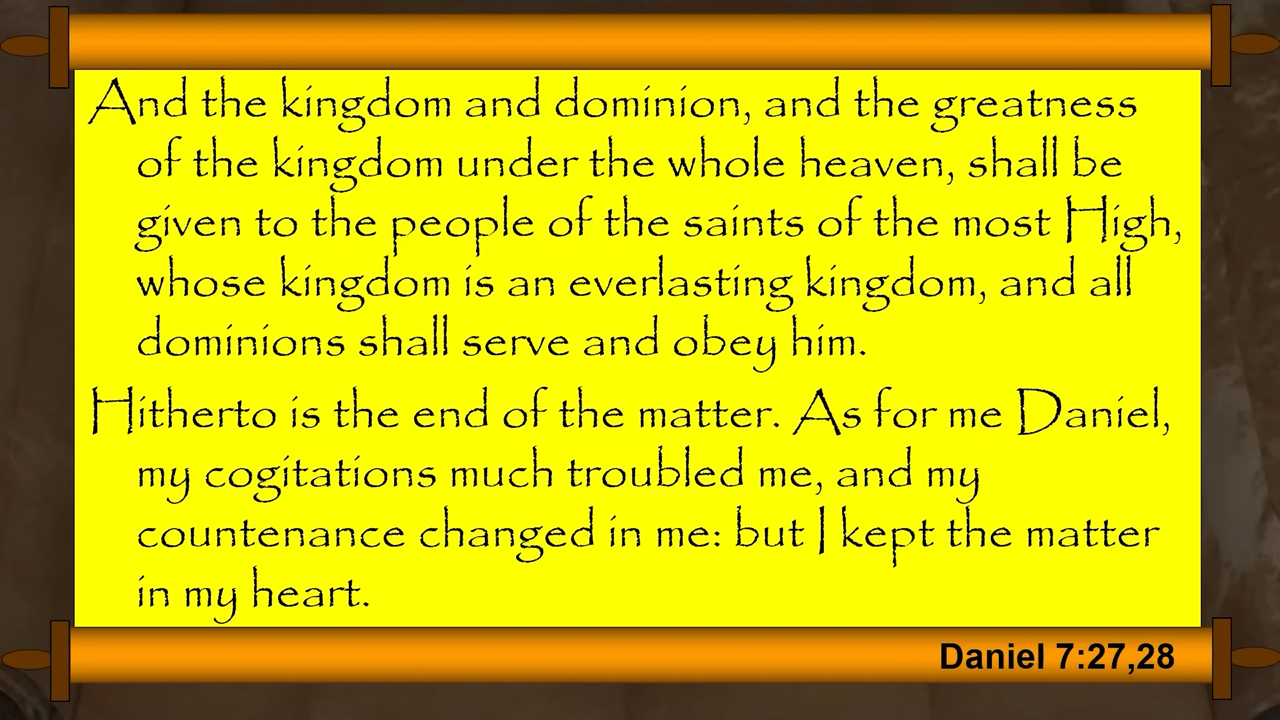 And the kingdom and dominion, and the greatness
of the kingdom under the whole heaven, shall be
given to the people of the saints of the most High,
whose kingdom is an everlasting kingdom, and all
dominions shall serve and obey him.
Hitherto is the end of the matter. As for me Daniel,
my cogitations much troubled me, and my
countenance changed in me: but I kept the matter
in my heart.
Daniel 7:27,28